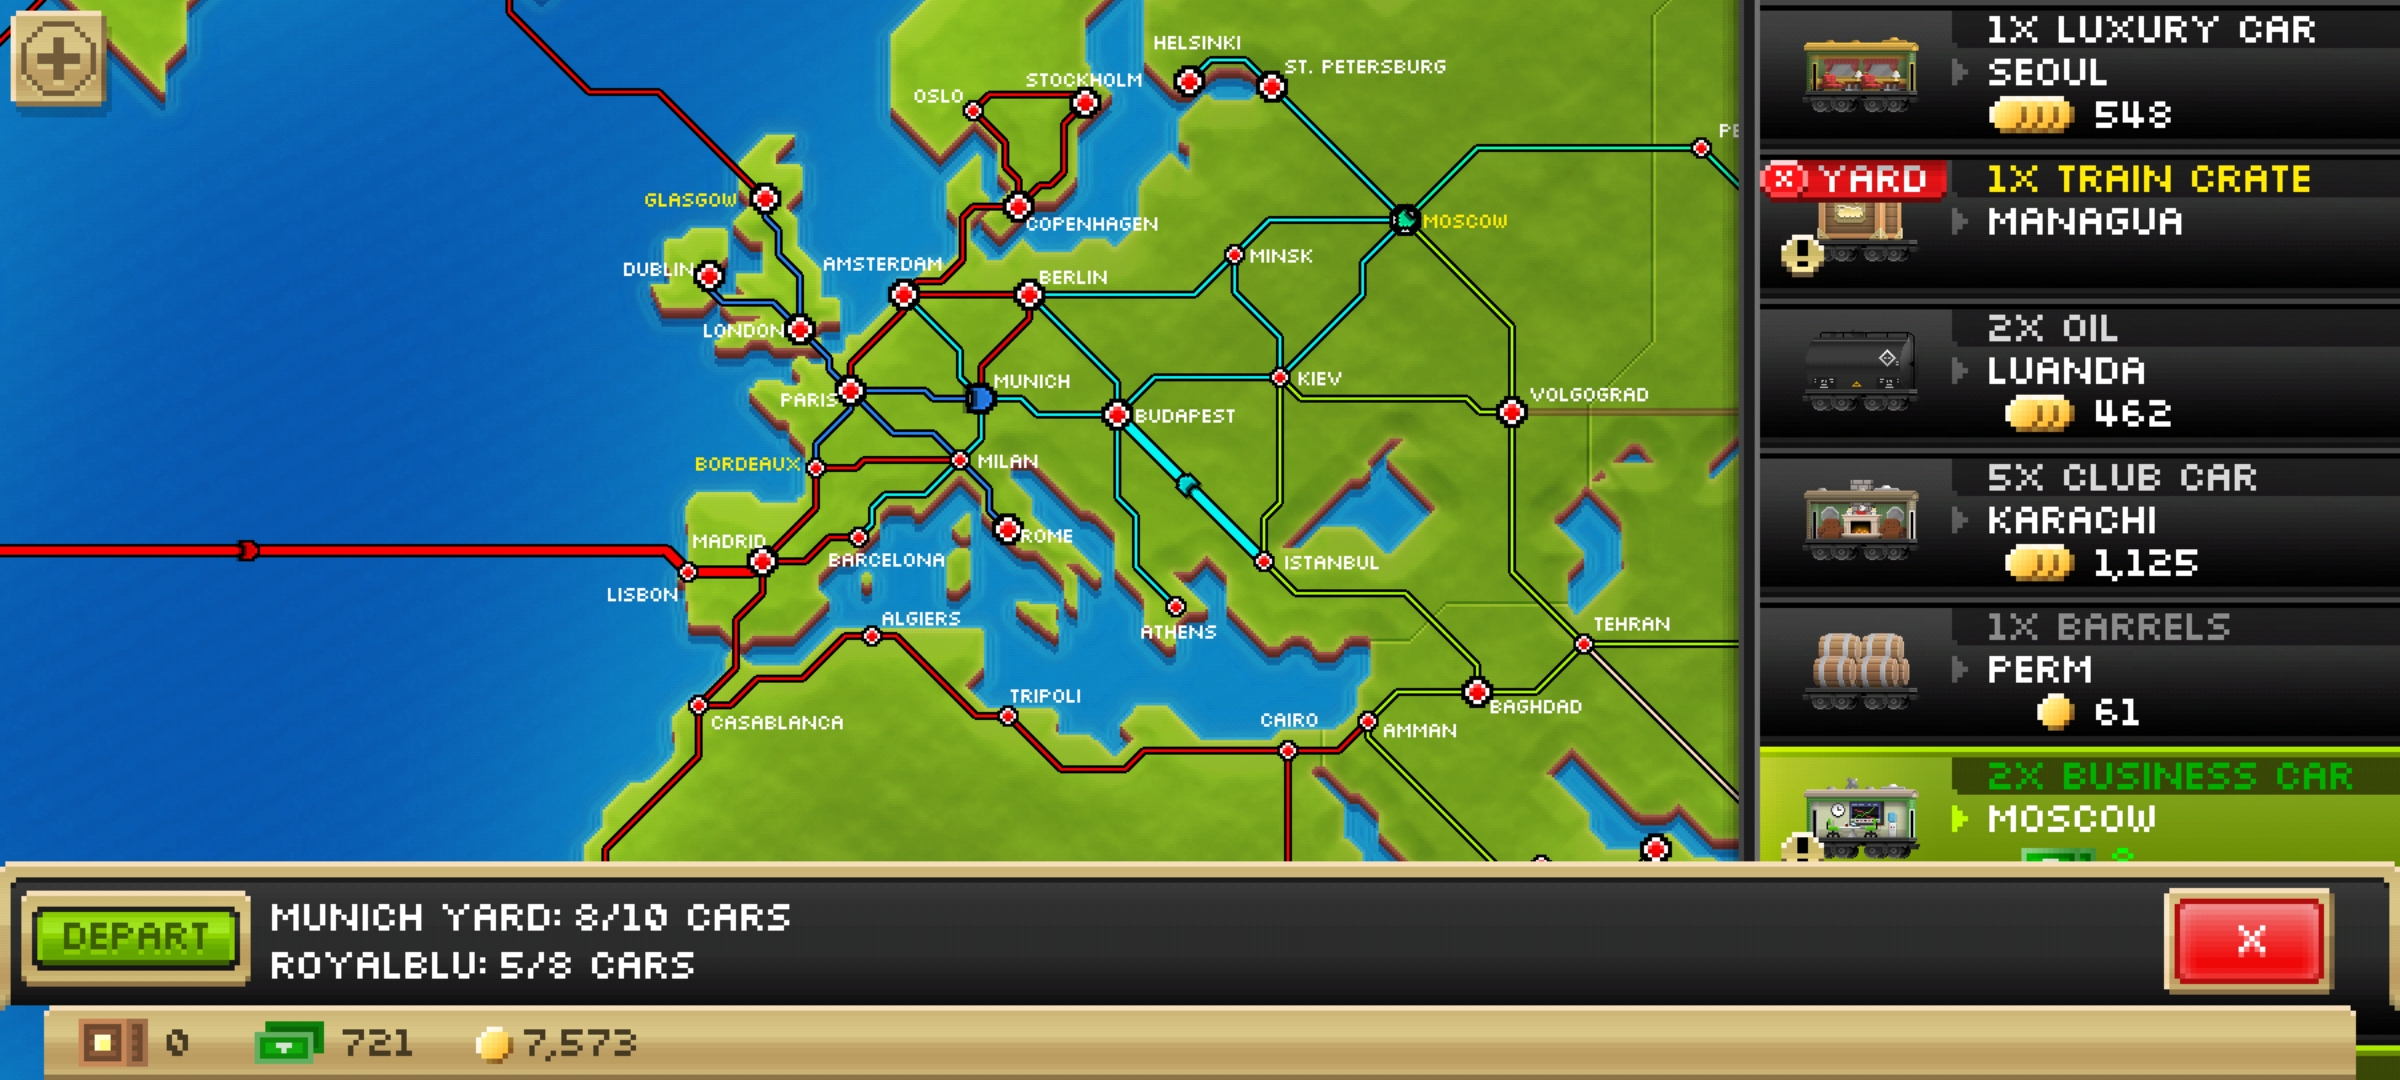 HELSINKI
ST. PETERSBURG
STOCKHOLM
OSLO
GLASGOW
COPENHAGEN
MOSCOW
MINSK
DUBLIN
AMSTERDAM
BERLIN
LONDON
MUNICH
KIEV
PARIS
VOLGOGRAD
BUDAPEST
BORDEAUX
MILAN
MADRID
ROME
BARCELONA
ISTANBUL
LISBON
ALGIERS
ATHENS
TEHRAN
TRIPOLI
CASABLANCA
CAIRO
BAGHDAD
AMMAN
1X LUXURY CAR
SEOUL
548
YARD
1X TRAIN CRATE
MANAGUA
2X OIL
LUANDA
462
5X CLUB CAR
KARACHI
1,125
1X BARRELS
PERM
61
2X BUSINESS CAR
MOSCOW
DEPART
MUNICH YARD: 8/10 CARS
ROYALBLU: 5/8 CARS
X
0
721
7,573